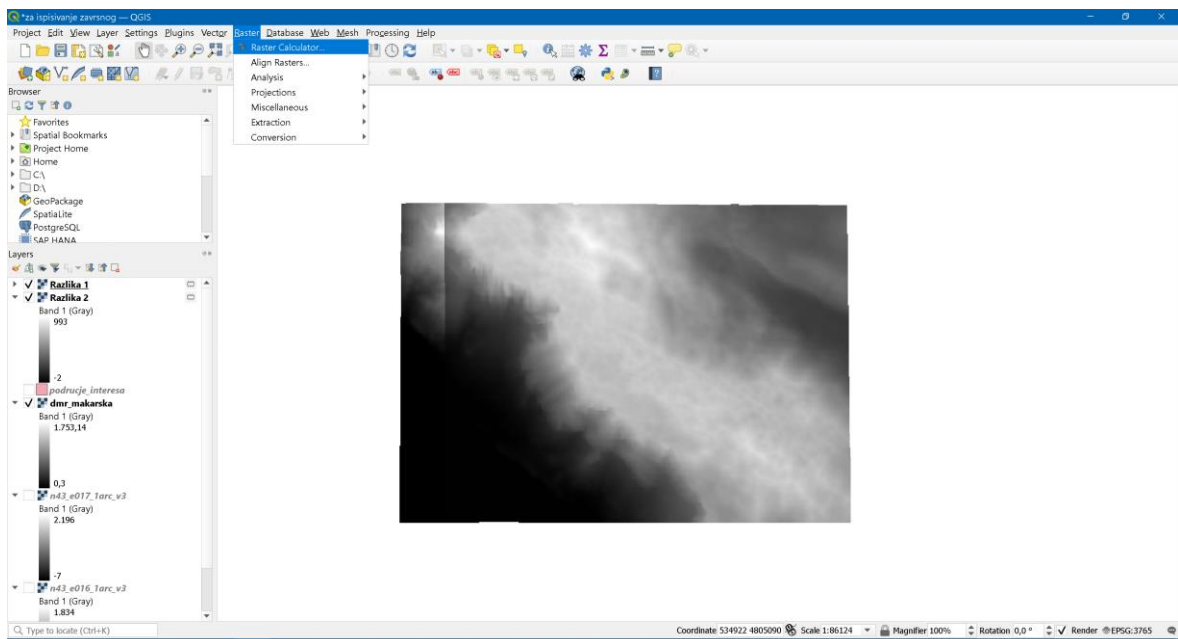 *za ispisivanje zavrsnog — QGIS
Project Edit View Layer Settings Plugins Vector Raster Database Web Mesh Processing Help
Raster Calculator...
Align Rasters...
Analysis
Projections
Miscellaneous
Extraction
Conversion
Browser
Favorites
Spatial Bookmarks
Project Home
Home
C:\
D:\
GeoPackage
SpatiaLite
PostgreSQL
SAP HANA
Layers
Razlika 1
Razlika 2
Band 1 (Gray)
993
-2
podrucje_interesa
dmr_makarska
Band 1 (Gray)
1.753,14
0,3
n43_e017_1arc_v3
Band 1 (Gray)
2.196
-7
n43_e016_1arc_v3
Band 1 (Gray)
1.834
Type to locate (Ctrl+K)
Coordinate 534922 4805090 Scale 1:86124 Magnifier 100% Rotation 0,0 ° Render EPSG:3765